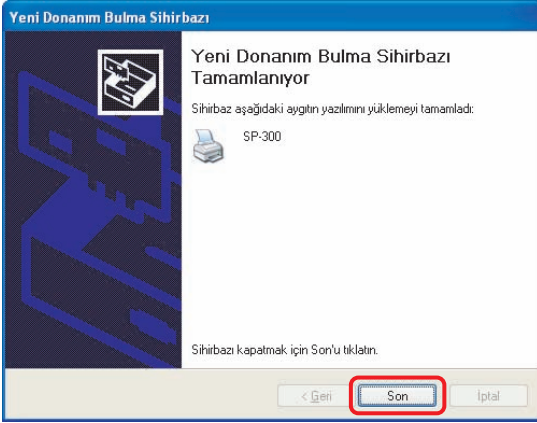 Yeni Donanım Bulma Sihirbazı
Yeni Donanım Bulma Sihirbazı
Tamamlanıyor
Sihirbaz aşağıdaki aygıtın yazılımını yüklemeyi tamamladı:
SP-300
Sihirbazı kapatmak için Son'u tıklatın.
< Geri Son İptal